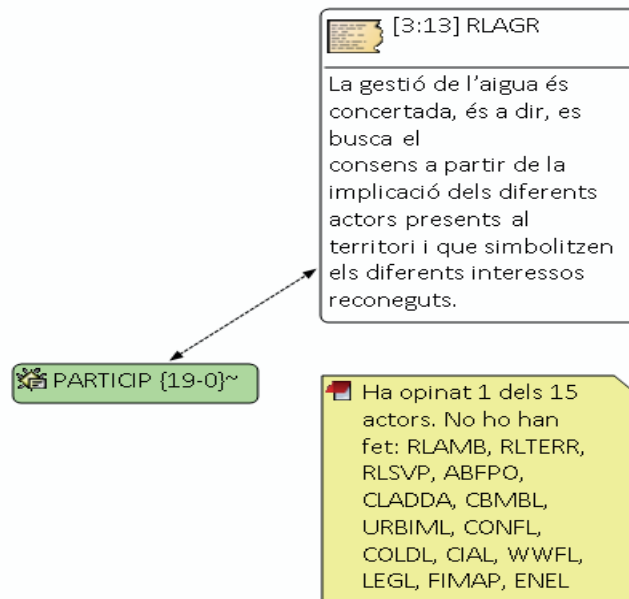 [3:13] RLAGR
La gestió de l'aigua és
concertada, és a dir, es
busca el
consens a partir de la
implicació dels diferents
actors presents al
territori i que simbolitzen
els diferents interessos
reconeguts.
PARTICIP {19-0}~
Ha opinat 1 dels 15
actors. No ho han
fet: RLAMB, RLTERR,
RLSVP, ABFPO,
CLADDA, CBMBL,
URBIML, CONFL,
COLDL, CIAL, WWFL,
LEGL, FIMAP, ENEL